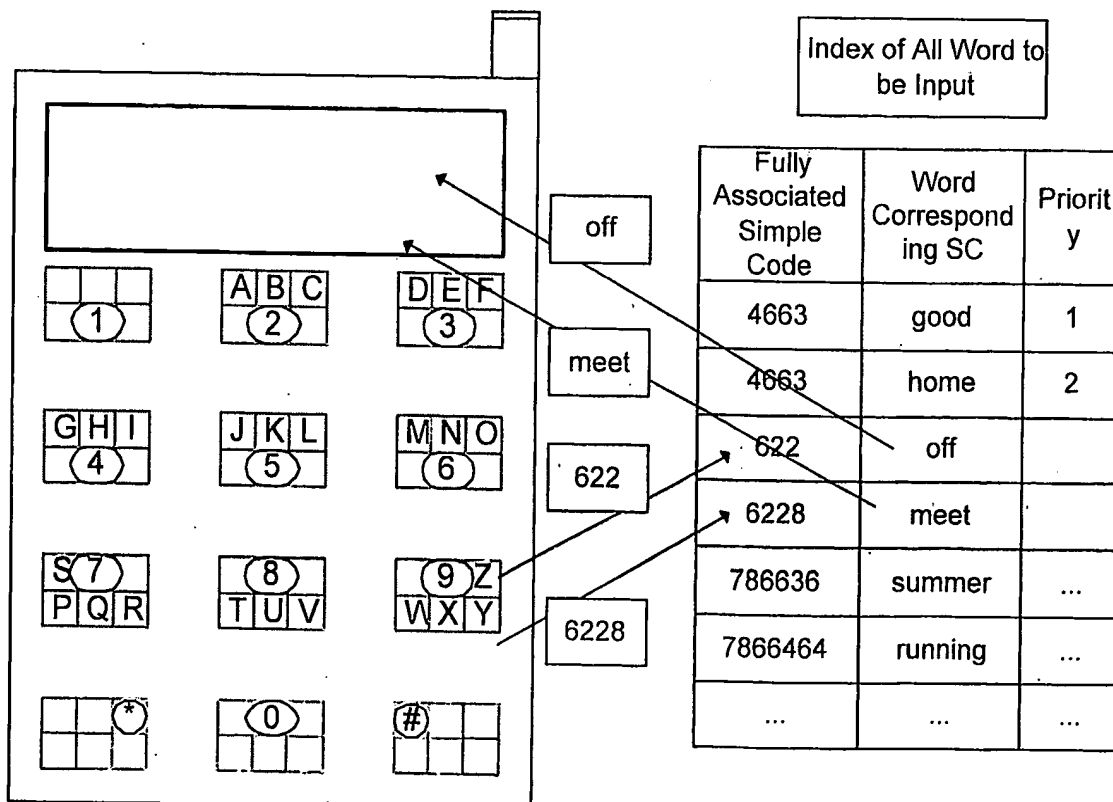 Index of All Word to
be Input
Fully
Associated
Simple
Code
Word
Correspond
ing SC
Priorit
y
4663
good
1
4663
home
2
622
off
6228
meet
786636
summer
...
7866464
running
...
...
...
...
off
meet
622
6228
1
A B C
2
D E F
3
G H I
4
J K L
5
M N O
6
S 7
P Q R
8
T U V
9 Z
W X Y
*
0
#